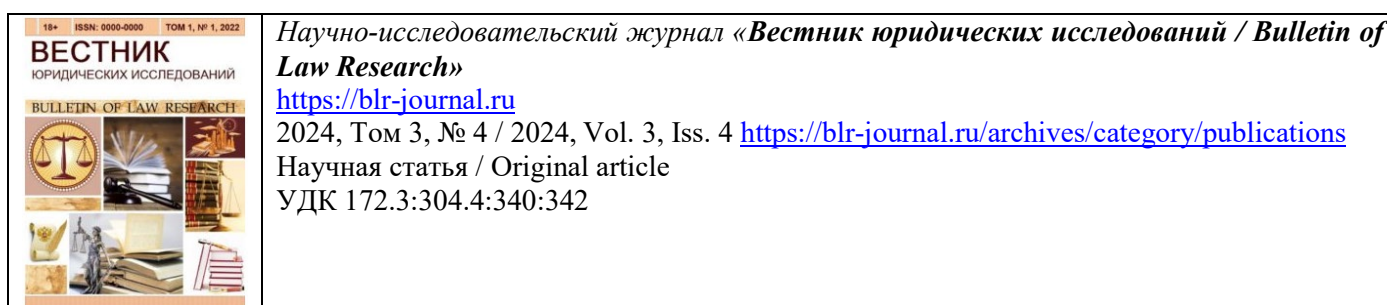 18+ ISSN: 0000-0000 ТОМ 1, № 1, 2022
ВЕСТНИК
ЮРИДИЧЕСКИХ ИССЛЕДОВАНИЙ
BULLETIN OF LAW RESEARCH
Научно-исследовательский журнал «Вестник юридических исследований / Bulletin of
Law Research»
https://blr-journal.ru
2024, Том 3, № 4 / 2024, Vol. 3, Iss. 4 https://blr-journal.ru/archives/category/publications
Научная статья / Original article
УДК 172.3:304.4:340:342